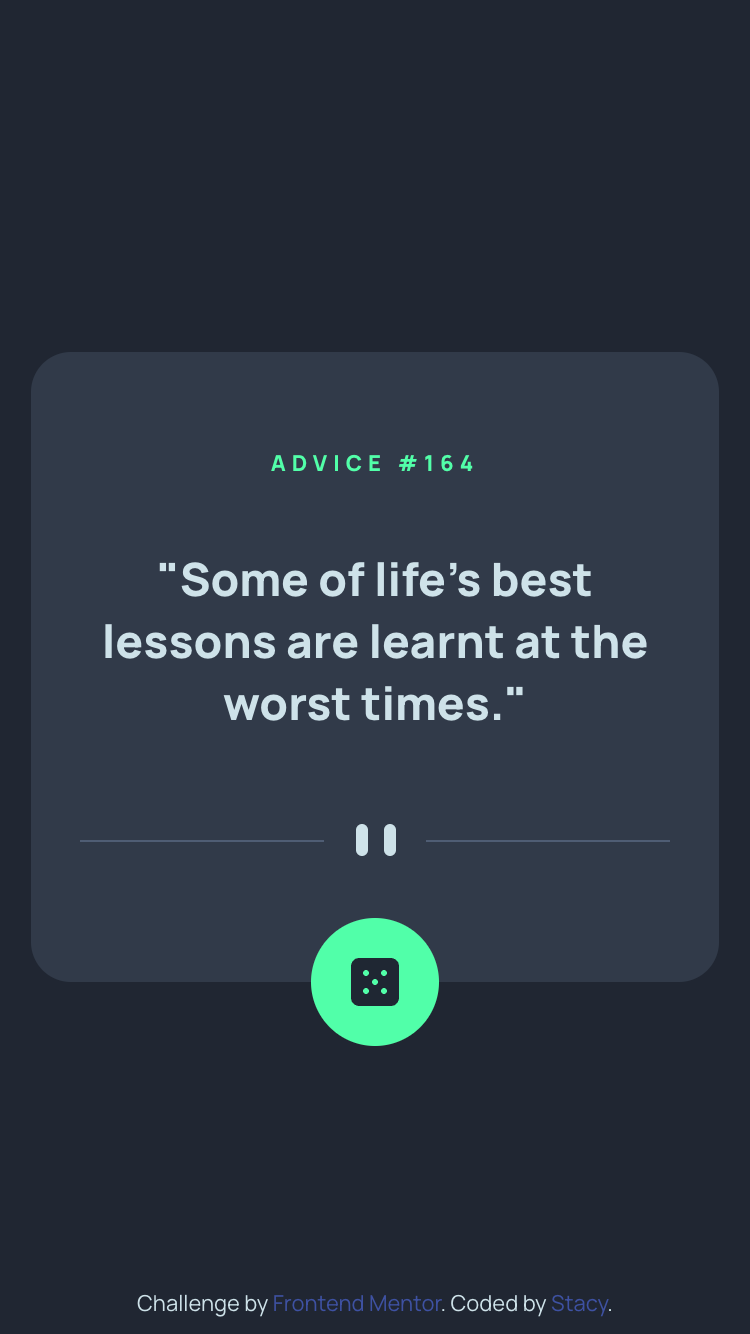 ADVICE #164
"Some of life’s best
lessons are learnt at the
worst times."
Challenge by Frontend Mentor. Coded by Stacy.